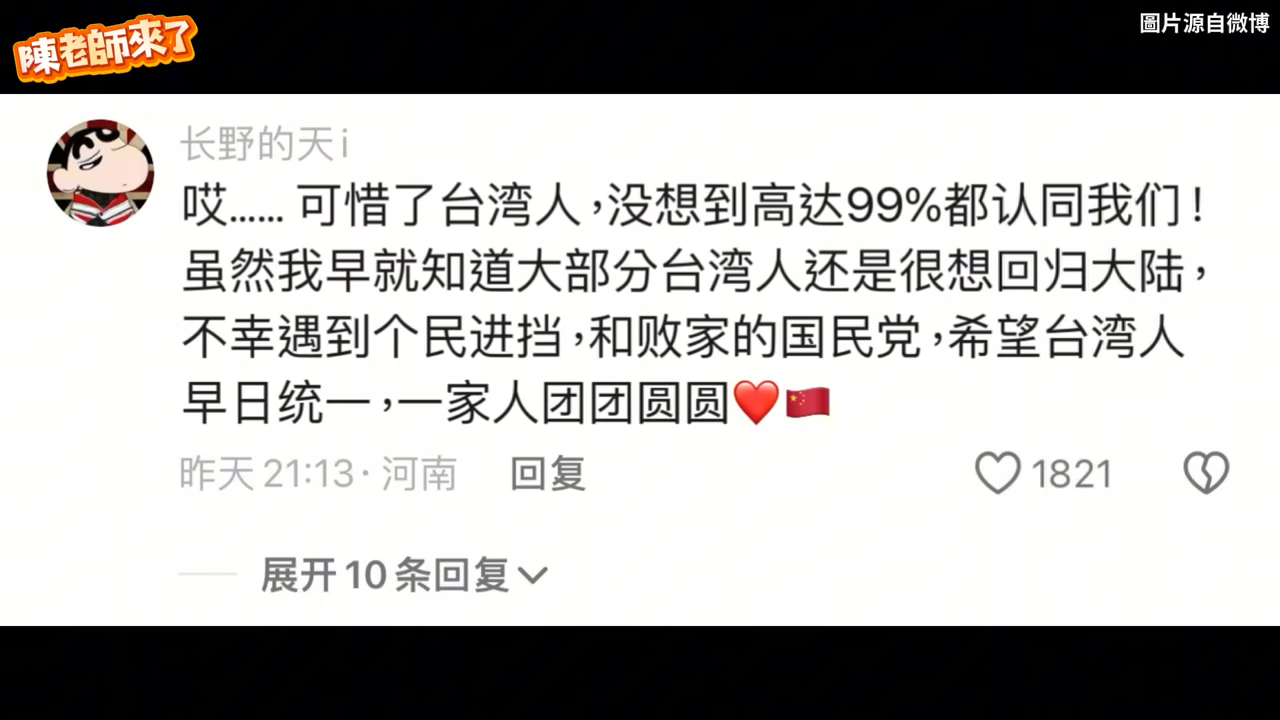 陳老師來了
圖片源自微博
长野的天i
哎…… 可惜了台湾人,没想到高达99%都认同我们!
虽然我早就知道大部分台湾人还是很想回归大陆,
不幸遇到个民进挡,和败家的国民党,希望台湾人
早日统一,一家人团团圆圆❤️🇨🇳
昨天 21:13 · 河南 回复 1821
展开 10 条回复